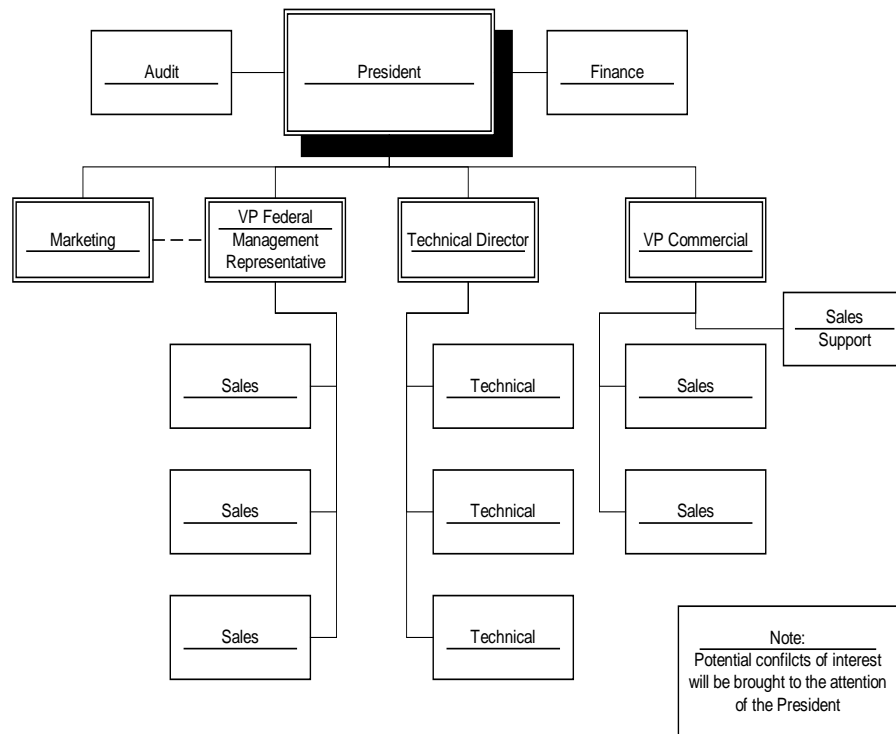 Audit
President
Finance
Marketing
VP Federal
Management
Representative
Technical Director
VP Commercial
Sales
Support
Sales
Technical
Sales
Sales
Technical
Sales
Sales
Technical
Note:
Potential confilcts of interest
will be brought to the attention
of the President